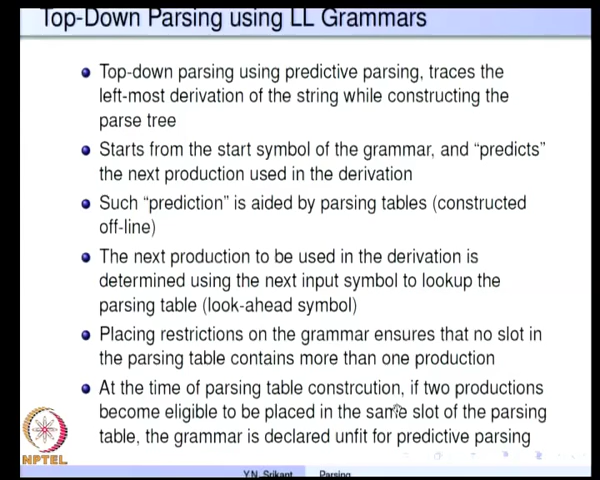 Top-Down Parsing using LL Grammars
Top-down parsing using predictive parsing, traces the
left-most derivation of the string while constructing the
parse tree
Starts from the start symbol of the grammar, and “predicts”
the next production used in the derivation
Such “prediction” is aided by parsing tables (constructed
off-line)
The next production to be used in the derivation is
determined using the next input symbol to lookup the
parsing table (look-ahead symbol)
Placing restrictions on the grammar ensures that no slot in
the parsing table contains more than one production
At the time of parsing table constrcution, if two productions
become eligible to be placed in the same slot of the parsing
table, the grammar is declared unfit for predictive parsing
NPTEL
Y.N. Srikant Parsing